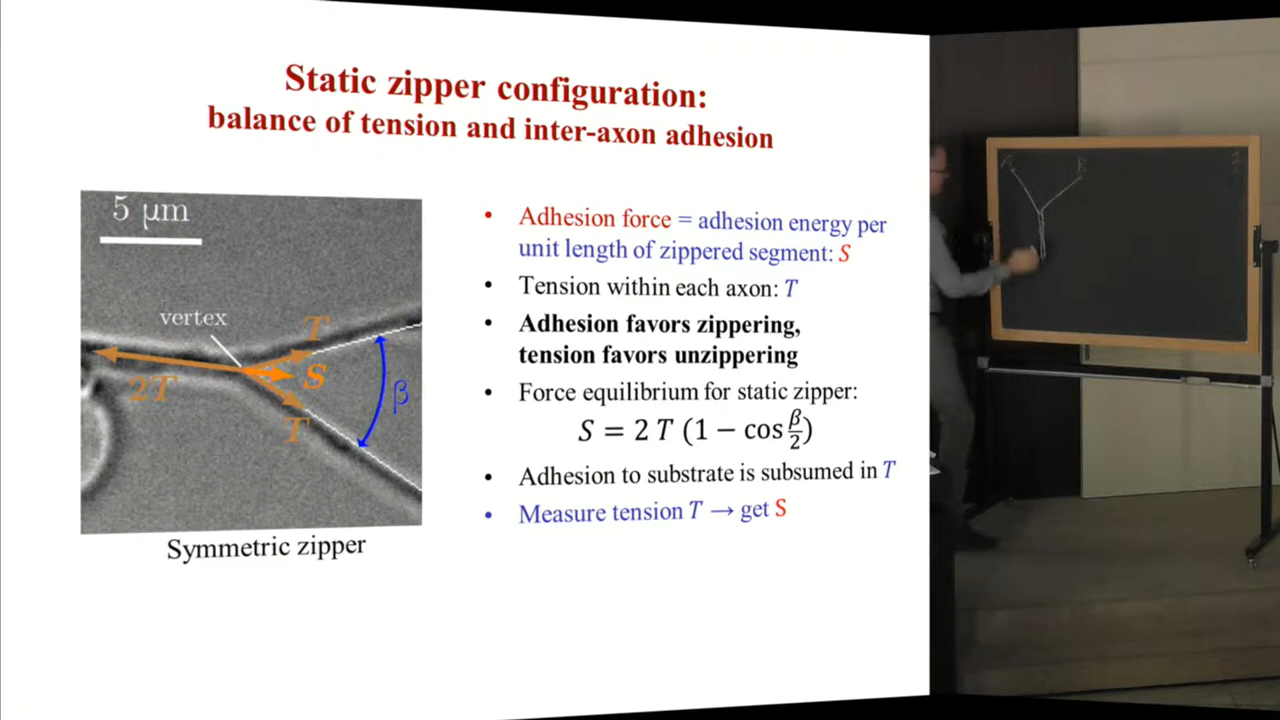 Static zipper configuration:
balance of tension and inter-axon adhesion
5 μm
vertex
T
S
2T
T
β
Symmetric zipper
• Adhesion force = adhesion energy per
unit length of zippered segment: S
• Tension within each axon: T
• Adhesion favors zippering,
tension favors unzippering
• Force equilibrium for static zipper:
S = 2 T (1 − cos β/2)
• Adhesion to substrate is subsumed in T
• Measure tension T → get S